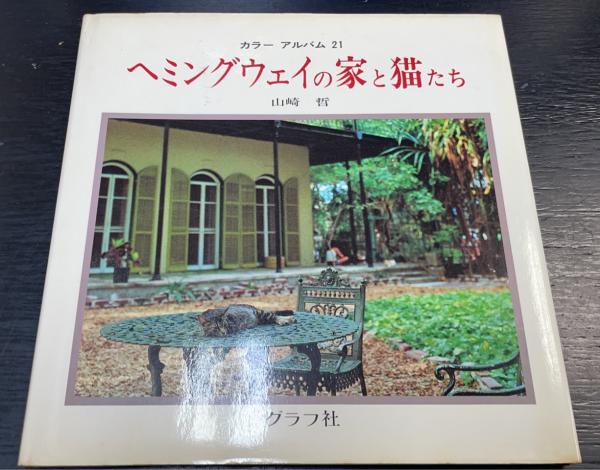 カラー アルバム 21
ヘミングウェイの家と猫たち
山崎 哲
グラフ社